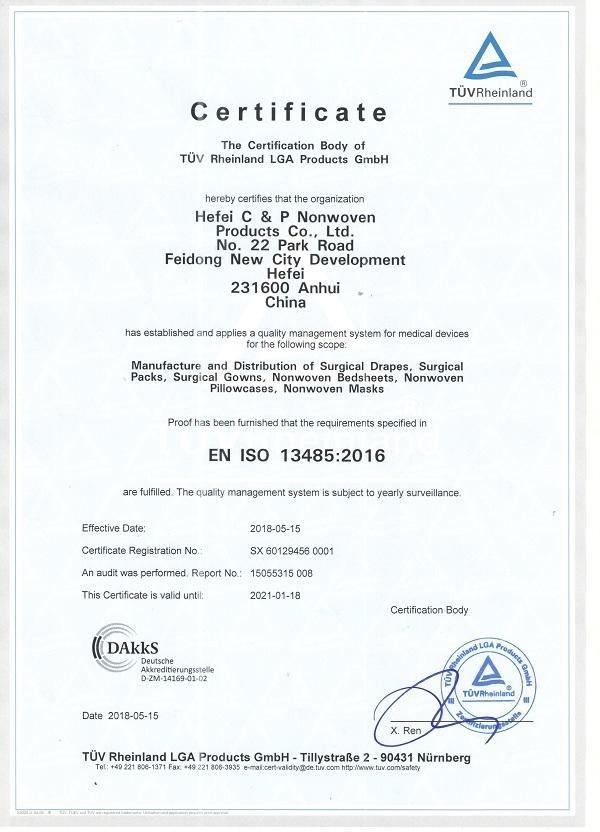 TÜVRheinland®
Certificate
The Certification Body of
TÜV Rheinland LGA Products GmbH
hereby certifies that the organization
Hefei C & P Nonwoven
Products Co., Ltd.
No. 22 Park Road
Feidong New City Development
Hefei
231600 Anhui
China
has established and applies a quality management system for medical devices
for the following scope:
Manufacture and Distribution of Surgical Drapes, Surgical
Packs, Surgical Gowns, Nonwoven Bedsheets, Nonwoven
Pillowcases, Nonwoven Masks
Proof has been furnished that the requirements specified in
TÜVRheinland
EN ISO 13485:2016
are fulfilled. The quality management system is subject to yearly surveillance.
Effective Date: 2018-05-15
Certificate Registration No.: SX 60129456 0001
An audit was performed. Report No.: 15055315 008
This Certificate is valid until: 2021-01-18
Certification Body
DAkkS
Deutsche
Akkreditierungsstelle
D-ZM-14169-01-02
TÜV Rheinland LGA Products GmbH
TÜVRheinland®
Zertifizierungsstelle
Date 2018-05-15
X. Ren
TÜV Rheinland LGA Products GmbH - Tillystraße 2 - 90431 Nürnberg
Tel.: +49 221 806-1371 Fax: +49 221 806-3935 e-mail:cert-validity@de.tuv.com http://www.tuv.com/safety